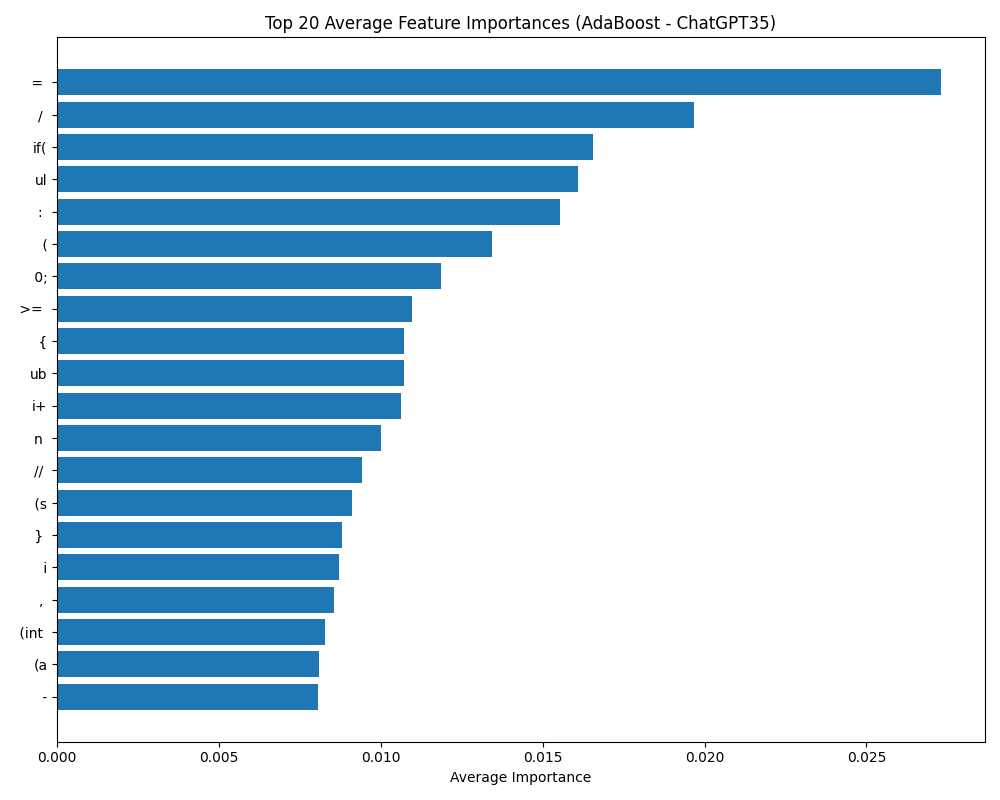 Top 20 Average Feature Importances (AdaBoost - ChatGPT35)
=
/
if(
ul
:
(
0;
>=
{
ub
i+
n
//
(s
}
i
,
(int
(a
-
0.000 0.005 0.010 0.015 0.020 0.025
Average Importance